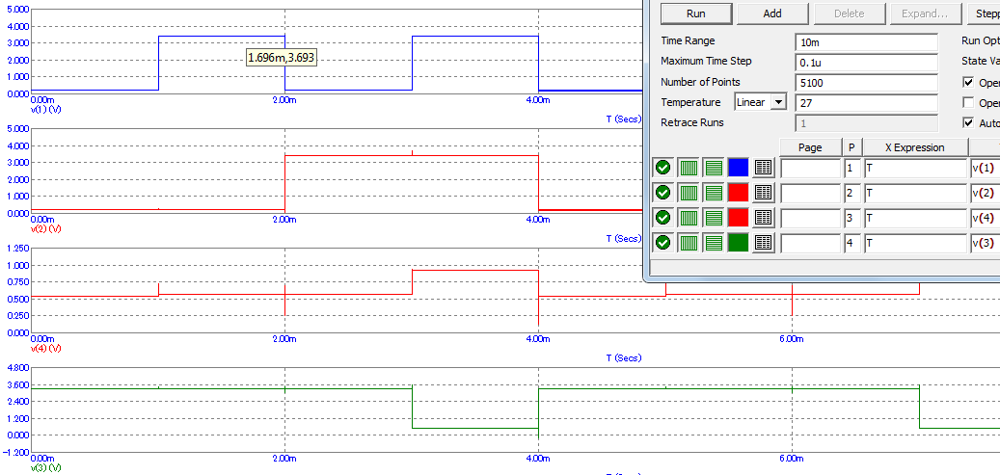 5.000
4.000
3.000
2.000
1.000
0.000
1.696m,3.693
0.00m 2.00m 4.00m
v(1) (V)
T (Secs)
5.000
4.000
3.000
2.000
1.000
0.000
0.00m 2.00m 4.00m
v(2) (V)
T (Secs)
1.250
1.000
0.750
0.500
0.250
0.000
0.00m 2.00m 4.00m 6.00m
v(4) (V)
T (Secs)
4.800
3.600
2.400
1.200
0.000
-1.200
0.00m 2.00m 4.00m 6.00m
v(3) (V)
Run Add Delete Expand... Stepp
Time Range 10m Run Opt
Maximum Time Step 0.1u State Va
Number of Points 5100 Oper
Temperature Linear 27 Oper
Retrace Runs 1 Auto
Page P X Expression
1 T v(1)
2 T v(2)
3 T v(4)
4 T v(3)